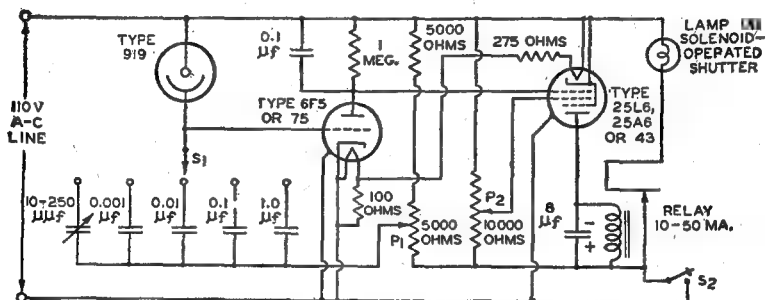 TYPE
919
0.1
μf
1
MEG.
5000
OHMS
275 OHMS
LAMP
SOLENOID-
OPERATED
SHUTTER
110V
A-C
LINE
TYPE 6F5
OR 75
TYPE
25L6,
25A6
OR 43
S1
10-250
μμf
0.001
μf
0.01
μf
0.1
μf
1.0
μf
100
OHMS
P1
5000
OHMS
P2
10000
OHMS
8
μf
-
+
RELAY
10-50 MA.
S2